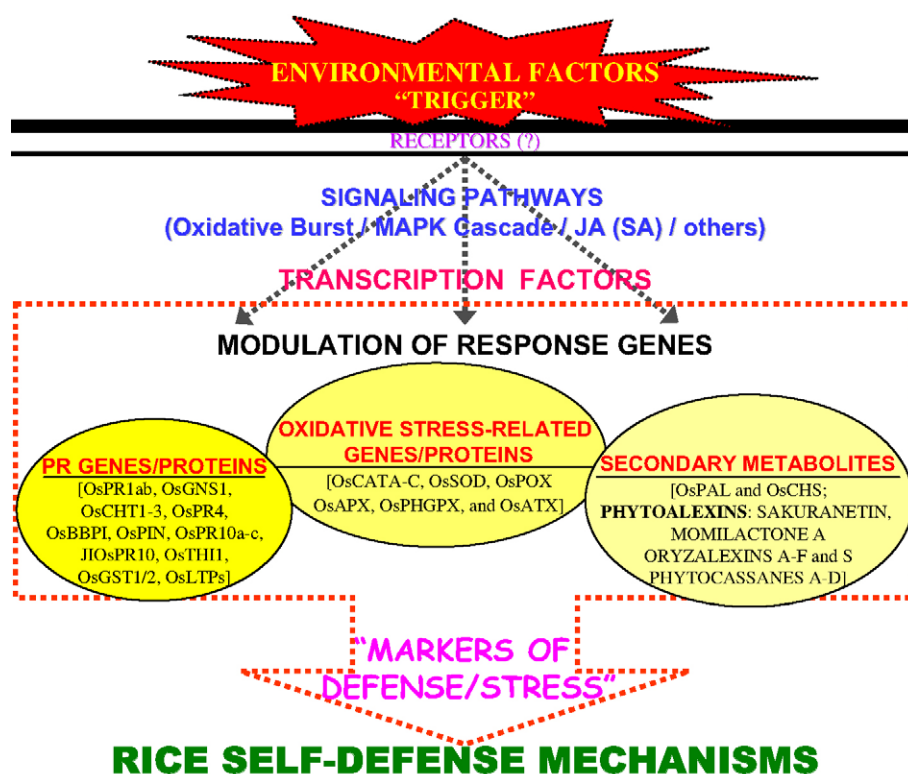 ENVIRONMENTAL FACTORS
“TRIGGER”
RECEPTORS (?)
SIGNALING PATHWAYS
(Oxidative Burst / MAPK Cascade / JA (SA) / others)
TRANSCRIPTION FACTORS
MODULATION OF RESPONSE GENES
PR GENES/PROTEINS
[OsPR1ab, OsGNS1,
OsCHT1-3, OsPR4,
OsBBPI, OsPIN, OsPR10a-c,
JIOsPR10, OsTHI1,
OsGST1/2, OsLTPs]
OXIDATIVE STRESS-RELATED
GENES/PROTEINS
[OsCATA-C, OsSOD, OsPOX
OsAPX, OsPHGPX, and OsATX]
SECONDARY METABOLITES
[OsPAL and OsCHS;
PHYTOALEXINS: SAKURANETIN,
MOMILACTONE A
ORYZALEXINS A-F and S
PHYTOCASSANES A-D]
“MARKERS OF
DEFENSE/STRESS”
RICE SELF-DEFENSE MECHANISMS